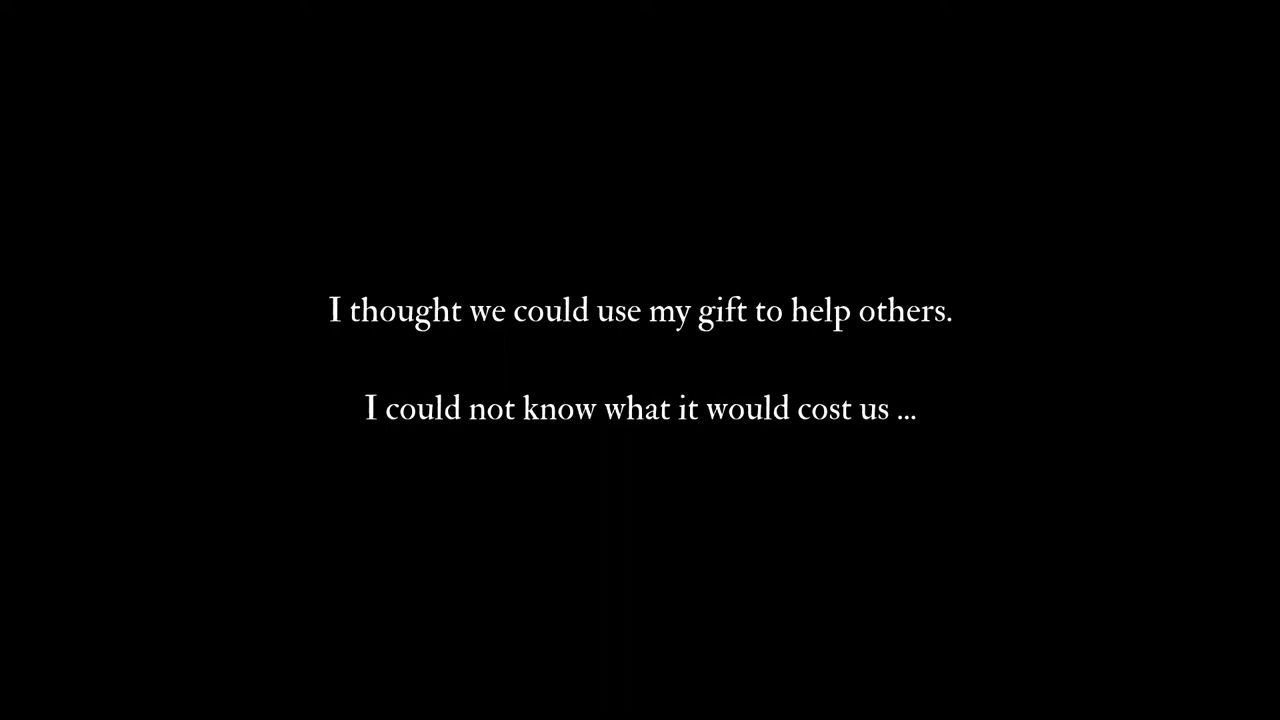 I thought we could use my gift to help others.
I could not know what it would cost us ...